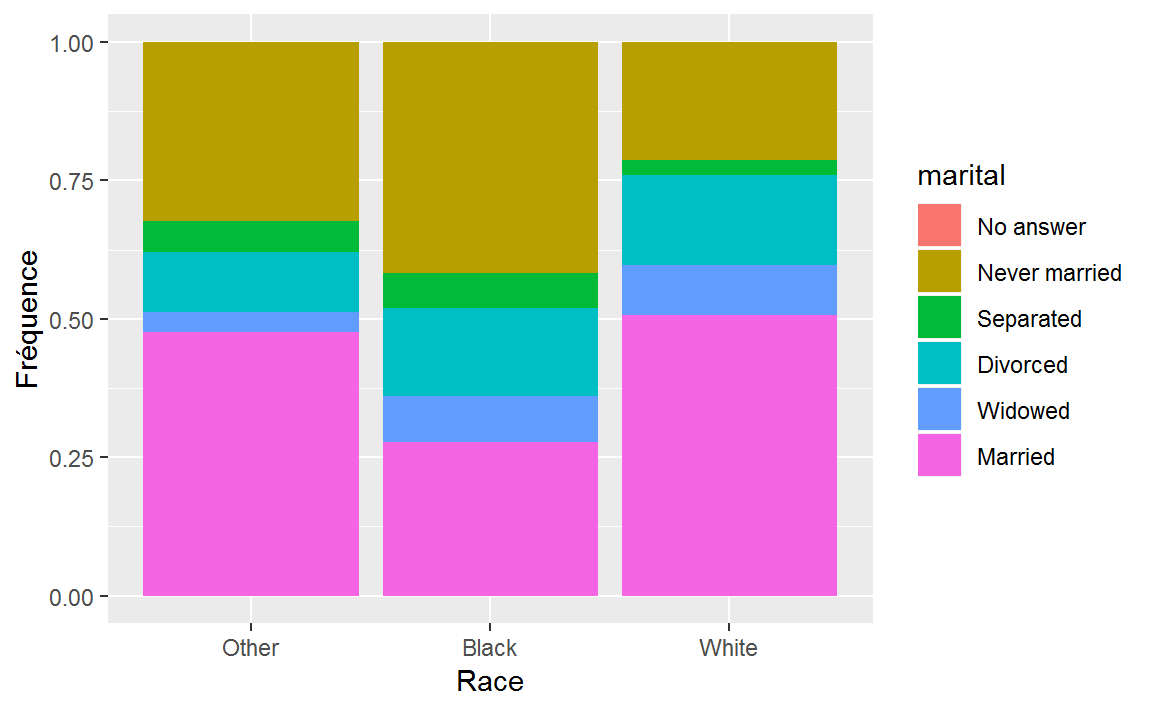 Fréquence
1.00
0.75
0.50
0.25
0.00
Other
Black
White
Race
marital
No answer
Never married
Separated
Divorced
Widowed
Married